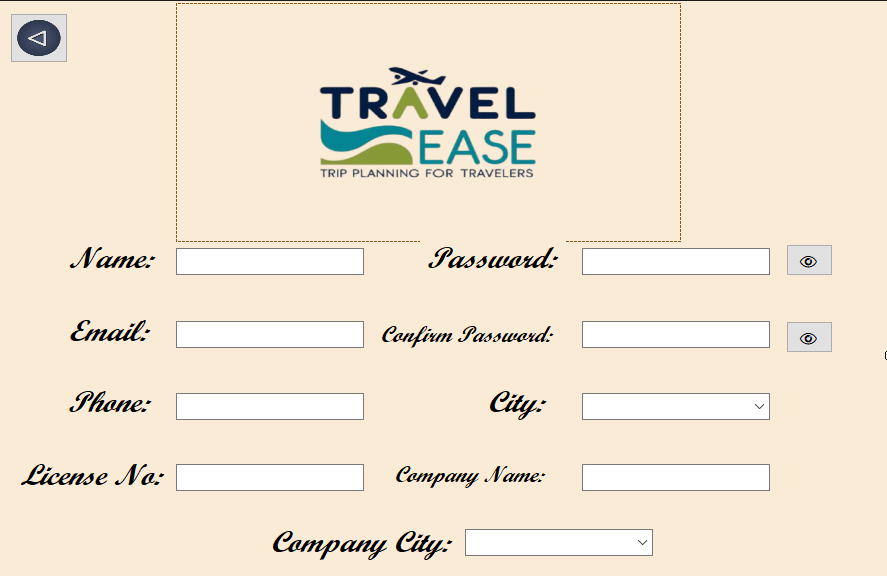 TRAVEL
EASE
TRIP PLANNING FOR TRAVELERS
Name:
Password:
Email:
Confirm Password:
Phone:
City:
License No:
Company Name:
Company City: